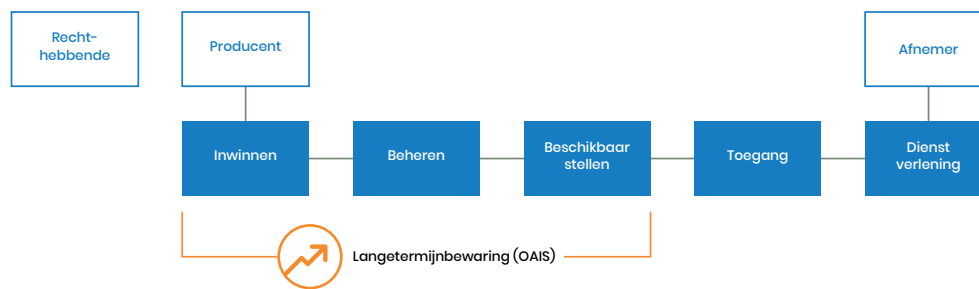 Recht-
hebbende
Producent
Afnemer
Inwinnen
Beheren
Beschikbaar
stellen
Toegang
Dienst
verlening
Langetermijnbewaring (OAIS)